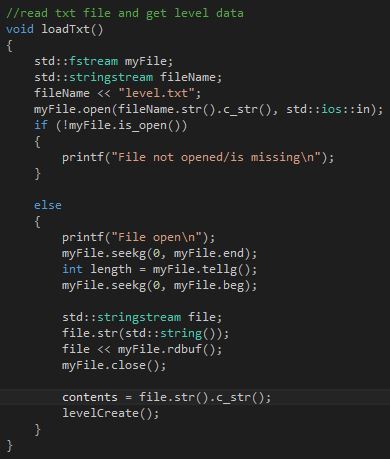 //read txt file and get level data
void loadTxt()
{
    std::fstream myFile;
    std::stringstream fileName;
    fileName << "level.txt";
    myFile.open(fileName.str().c_str(), std::ios::in);
    if (!myFile.is_open())
    {
        printf("File not opened/is missing\n");
    }

    else
    {
        printf("File open\n");
        myFile.seekg(0, myFile.end);
        int length = myFile.tellg();
        myFile.seekg(0, myFile.beg);

        std::stringstream file;
        file.str(std::string());
        file << myFile.rdbuf();
        myFile.close();

        contents = file.str().c_str();
        levelCreate();
    }
}